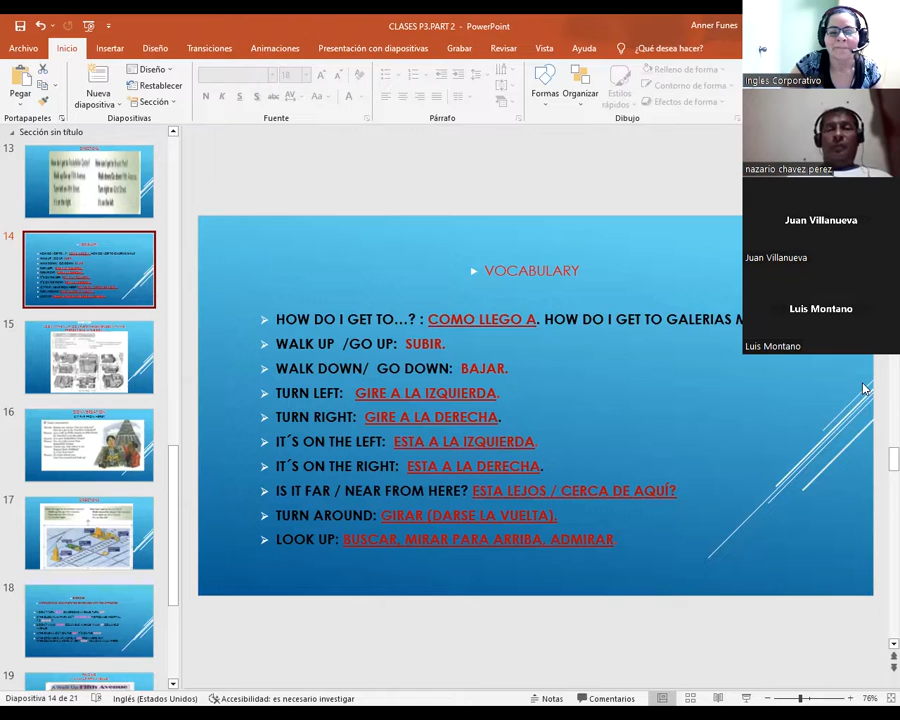 CLASES P3.PART 2 - PowerPoint
Anner Funes
Archivo Inicio Insertar Diseño Transiciones Animaciones Presentación con diapositivas Grabar Revisar Vista Ayuda ¿Qué desea hacer?
Pegar
Nueva diapositiva
Diseño
Restablecer
Sección
18
N K S S abc AV Aa A
Formas
Organizar
Estilos rápidos
Relleno de forma
Contorno de forma
Efectos de forma
Portapapeles Diapositivas Fuente Párrafo Dibujo
Ingles Corporativo
nazario chavez perez
Juan Villanueva
Juan Villanueva
Luis Montano
Luis Montano
Sección sin título
13
14
15
16
17
18
19
VOCABULARY
HOW DO I GET TO…? : COMO LLEGO A. HOW DO I GET TO GALERIAS M
WALK UP /GO UP: SUBIR.
WALK DOWN/ GO DOWN: BAJAR.
TURN LEFT: GIRE A LA IZQUIERDA.
TURN RIGHT: GIRE A LA DERECHA.
IT´S ON THE LEFT: ESTA A LA IZQUIERDA.
IT´S ON THE RIGHT: ESTA A LA DERECHA.
IS IT FAR / NEAR FROM HERE? ESTA LEJOS / CERCA DE AQUÍ?
TURN AROUND: GIRAR (DARSE LA VUELTA).
LOOK UP: BUSCAR, MIRAR PARA ARRIBA, ADMIRAR.
Diapositiva 14 de 21 Inglés (Estados Unidos) Accesibilidad: es necesario investigar Notas Comentarios 76%